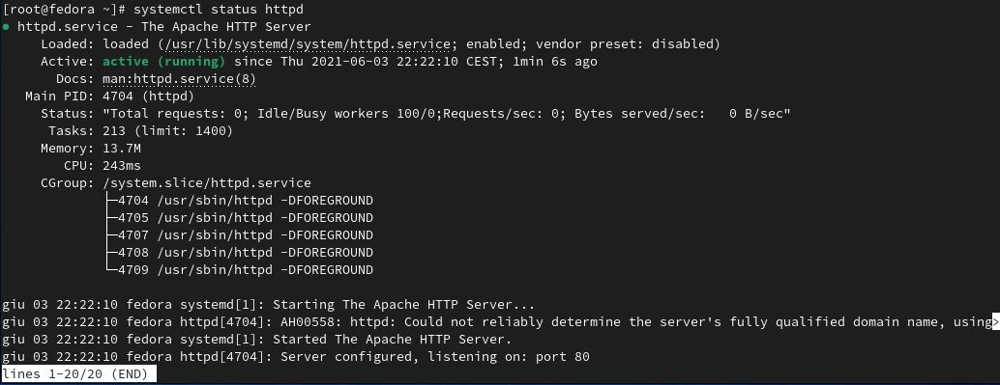 [root@fedora ~]# systemctl status httpd
● httpd.service - The Apache HTTP Server
     Loaded: loaded (/usr/lib/systemd/system/httpd.service; enabled; vendor preset: disabled)
     Active: active (running) since Thu 2021-06-03 22:22:10 CEST; 1min 6s ago
       Docs: man:httpd.service(8)
   Main PID: 4704 (httpd)
     Status: "Total requests: 0; Idle/Busy workers 100/0;Requests/sec: 0; Bytes served/sec:   0 B/sec"
      Tasks: 213 (limit: 1400)
     Memory: 13.7M
        CPU: 243ms
     CGroup: /system.slice/httpd.service
             ├─4704 /usr/sbin/httpd -DFOREGROUND
             ├─4705 /usr/sbin/httpd -DFOREGROUND
             ├─4707 /usr/sbin/httpd -DFOREGROUND
             ├─4708 /usr/sbin/httpd -DFOREGROUND
             └─4709 /usr/sbin/httpd -DFOREGROUND

giu 03 22:22:10 fedora systemd[1]: Starting The Apache HTTP Server...
giu 03 22:22:10 fedora httpd[4704]: AH00558: httpd: Could not reliably determine the server's fully qualified domain name, using>
giu 03 22:22:10 fedora systemd[1]: Started The Apache HTTP Server.
giu 03 22:22:10 fedora httpd[4704]: Server configured, listening on: port 80
lines 1-20/20 (END)